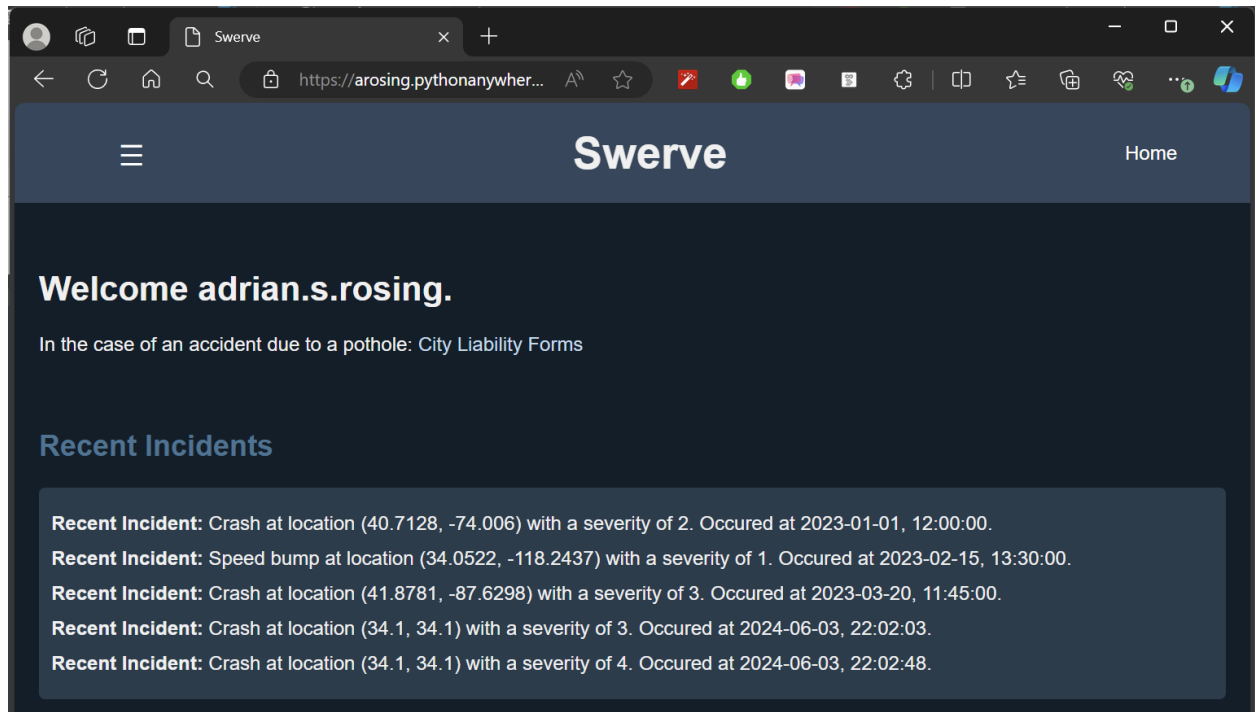 Swerve
https://arosing.pythonanywher...
Swerve
Home
Welcome adrian.s.rosing.
In the case of an accident due to a pothole: City Liability Forms
Recent Incidents
Recent Incident: Crash at location (40.7128, -74.006) with a severity of 2. Occured at 2023-01-01, 12:00:00.
Recent Incident: Speed bump at location (34.0522, -118.2437) with a severity of 1. Occured at 2023-02-15, 13:30:00.
Recent Incident: Crash at location (41.8781, -87.6298) with a severity of 3. Occured at 2023-03-20, 11:45:00.
Recent Incident: Crash at location (34.1, 34.1) with a severity of 3. Occured at 2024-06-03, 22:02:03.
Recent Incident: Crash at location (34.1, 34.1) with a severity of 4. Occured at 2024-06-03, 22:02:48.